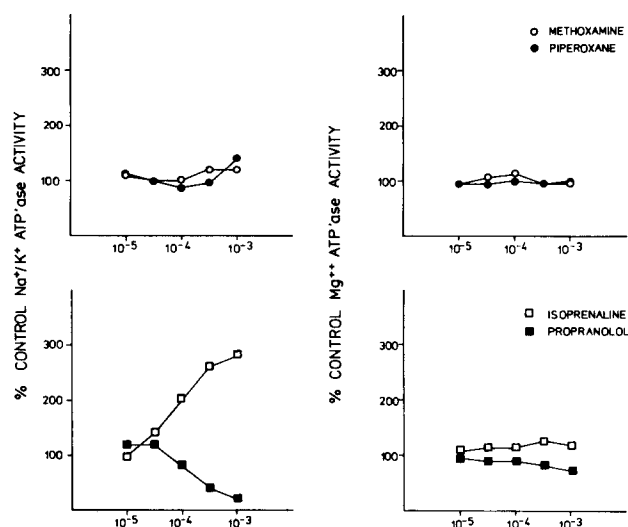 % CONTROL Na⁺/K⁺ ATP'ase ACTIVITY
300
200
100
10⁻⁵ 10⁻⁴ 10⁻³
% CONTROL Mg⁺⁺ ATP'ase ACTIVITY
METHOXAMINE
PIPEROXANE
300
200
100
10⁻⁵ 10⁻⁴ 10⁻³
300
200
100
10⁻⁵ 10⁻⁴ 10⁻³
ISOPRENALINE
PROPRANOLOL
300
200
100
10⁻⁵ 10⁻⁴ 10⁻³